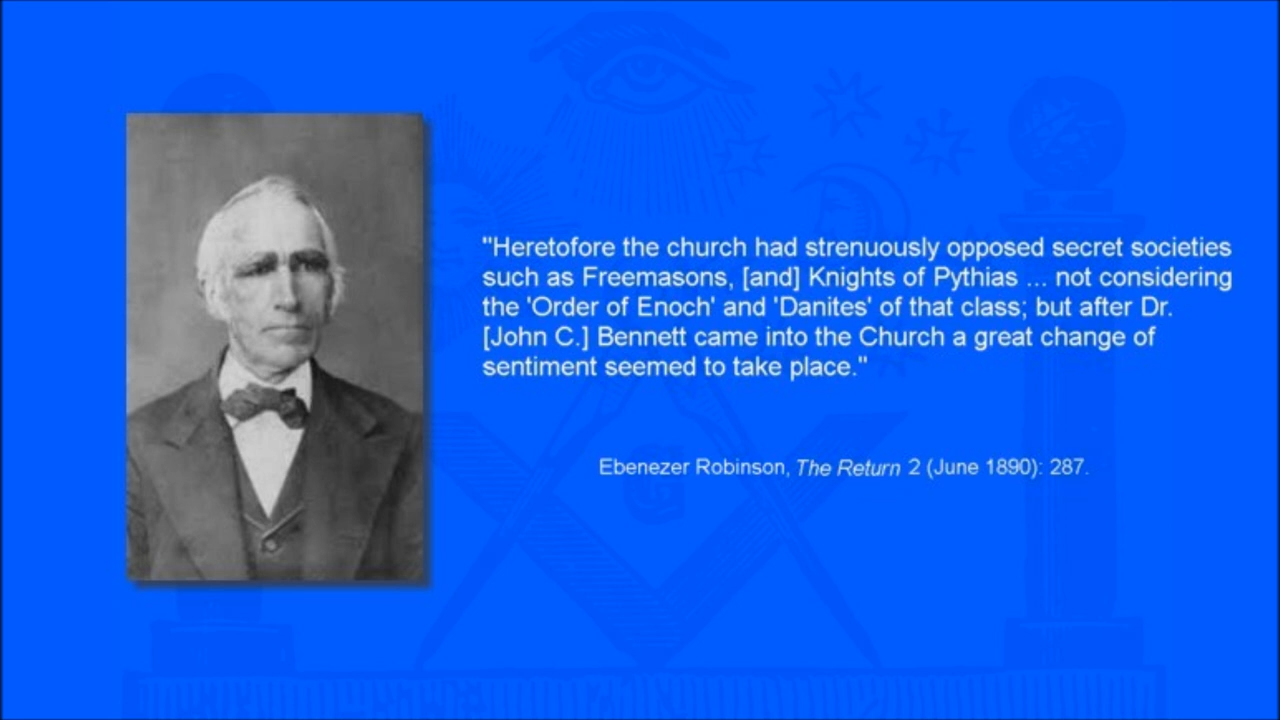 "Heretofore the church had strenuously opposed secret societies
such as Freemasons, [and] Knights of Pythias ... not considering
the 'Order of Enoch' and 'Danites' of that class; but after Dr.
[John C.] Bennett came into the Church a great change of
sentiment seemed to take place."
Ebenezer Robinson, The Return 2 (June 1890): 287.
G